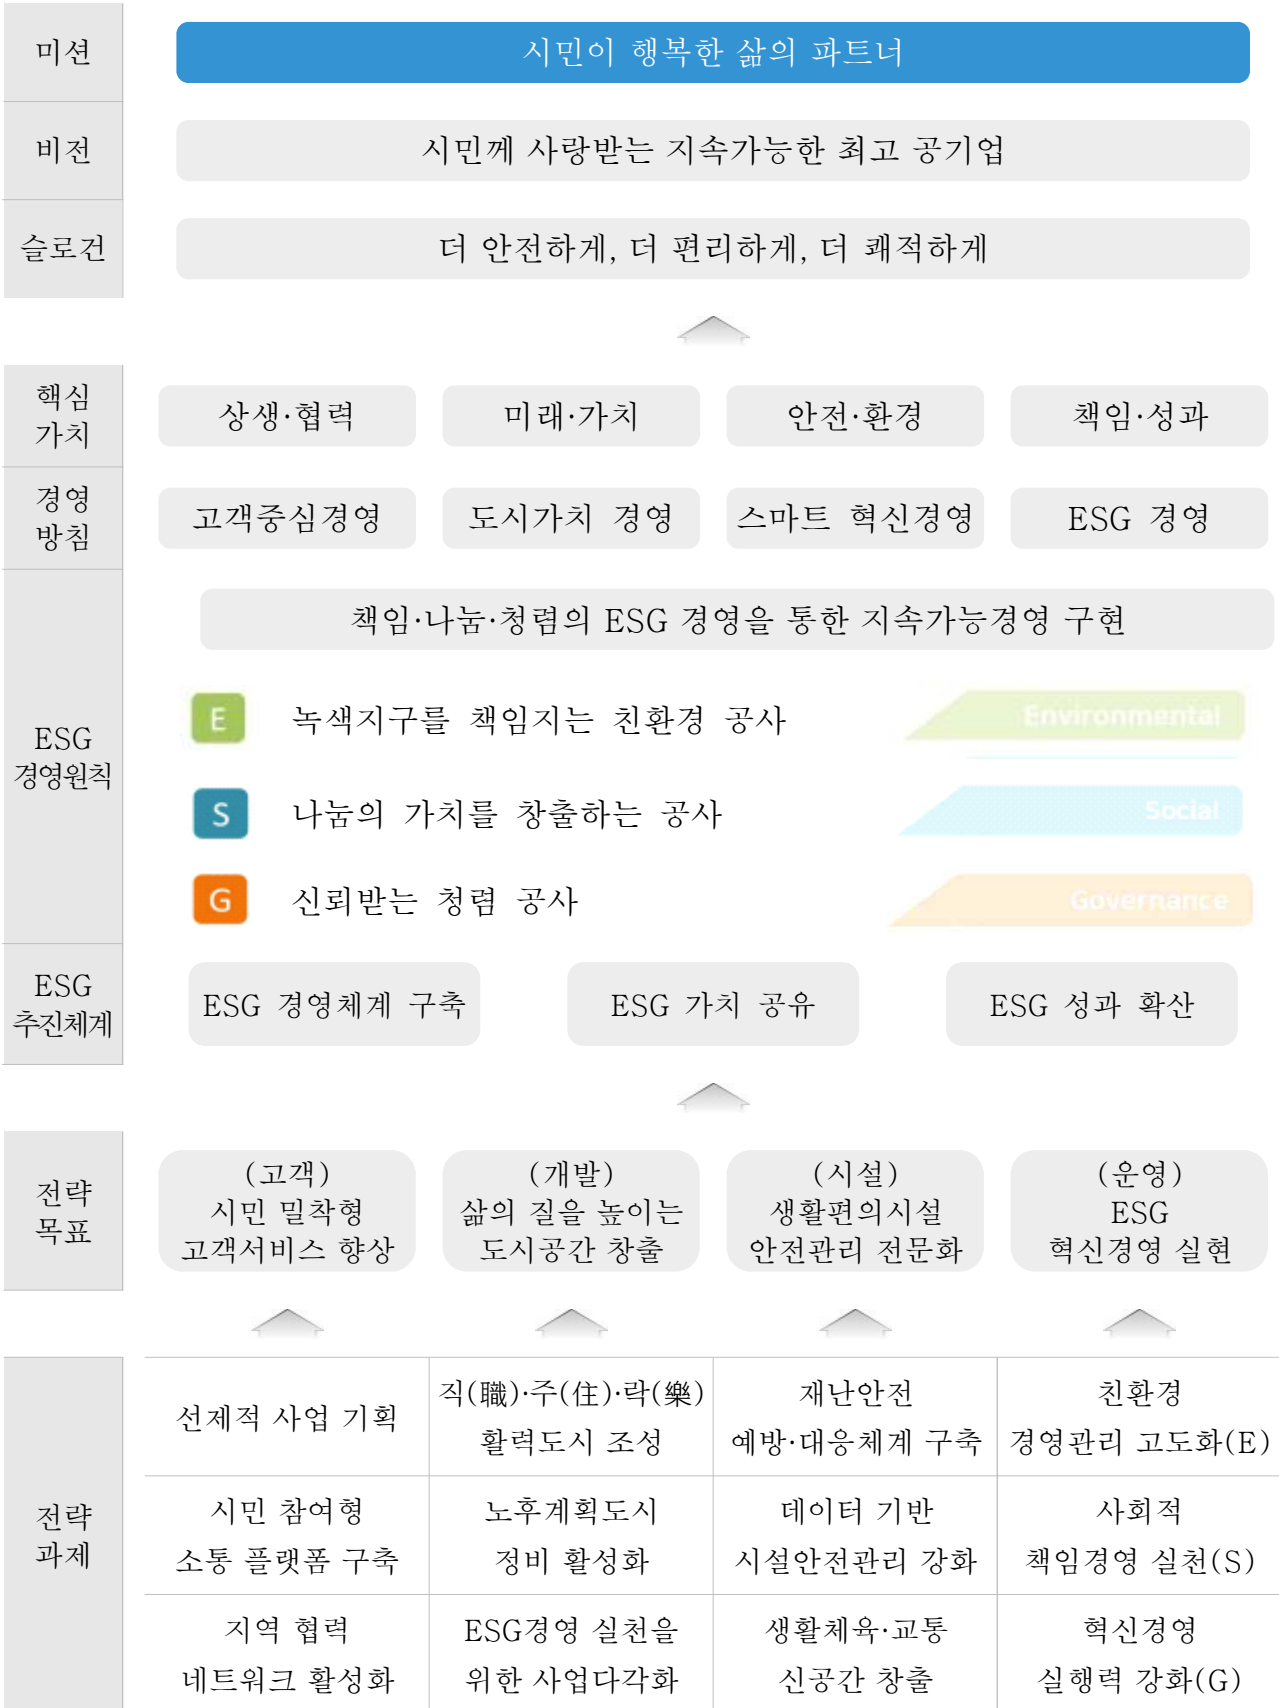 미션
시민이 행복한 삶의 파트너
비전
시민께 사랑받는 지속가능한 최고 공기업
슬로건
더 안전하게, 더 편리하게, 더 쾌적하게
핵심
가치
상생·협력
미래·가치
안전·환경
책임·성과
경영
방침
고객중심경영
도시가치 경영
스마트 혁신경영
ESG 경영
ESG
경영원칙
책임·나눔·청렴의 ESG 경영을 통한 지속가능경영 구현
E 녹색지구를 책임지는 친환경 공사 Environmental
S 나눔의 가치를 창출하는 공사 Social
G 신뢰받는 청렴 공사 Governance
ESG
추진체계
ESG 경영체계 구축
ESG 가치 공유
ESG 성과 확산
전략
목표
(고객)
시민 밀착형
고객서비스 향상
(개발)
삶의 질을 높이는
도시공간 창출
(시설)
생활편의시설
안전관리 전문화
(운영)
ESG
혁신경영 실현
전략
과제
선제적 사업 기획
직(職)·주(住)·락(樂)
활력도시 조성
재난안전
예방·대응체계 구축
친환경
경영관리 고도화(E)
시민 참여형
소통 플랫폼 구축
노후계획도시
정비 활성화
데이터 기반
시설안전관리 강화
사회적
책임경영 실천(S)
지역 협력
네트워크 활성화
ESG경영 실천을
위한 사업다각화
생활체육·교통
신공간 창출
혁신경영
실행력 강화(G)